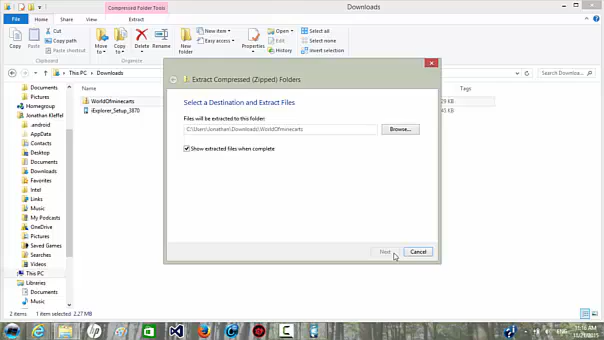 Compressed Folder Tools
Downloads
File
Home
Share
View
Extract
Copy
Paste
Cut
Copy path
Paste shortcut
Move to
Copy to
Delete
Rename
New folder
New item
Easy access
Properties
Open
Edit
History
Select all
Select none
Invert selection
This PC
Downloads
Search Downloa...
Documents
Pictures
Homegroup
Jonathan Kleffel
.android
AppData
Contacts
Desktop
Documents
Downloads
Favorites
Intel
Links
Music
My Podcasts
OneDrive
Pictures
Saved Games
Searches
Videos
This PC
Libraries
Documents
Music
Name
Tags
WorldOfminecarts
iExplorer_Setup_3870
Extract Compressed (Zipped) Folders
Select a Destination and Extract Files
Files will be extracted to this folder:
C:\Users\Jonathan\Downloads\WorldOfminecarts
Browse...
Show extracted files when complete
Next
Cancel
2 items
1 item selected 2.27 MB
ENG
11:16 AM